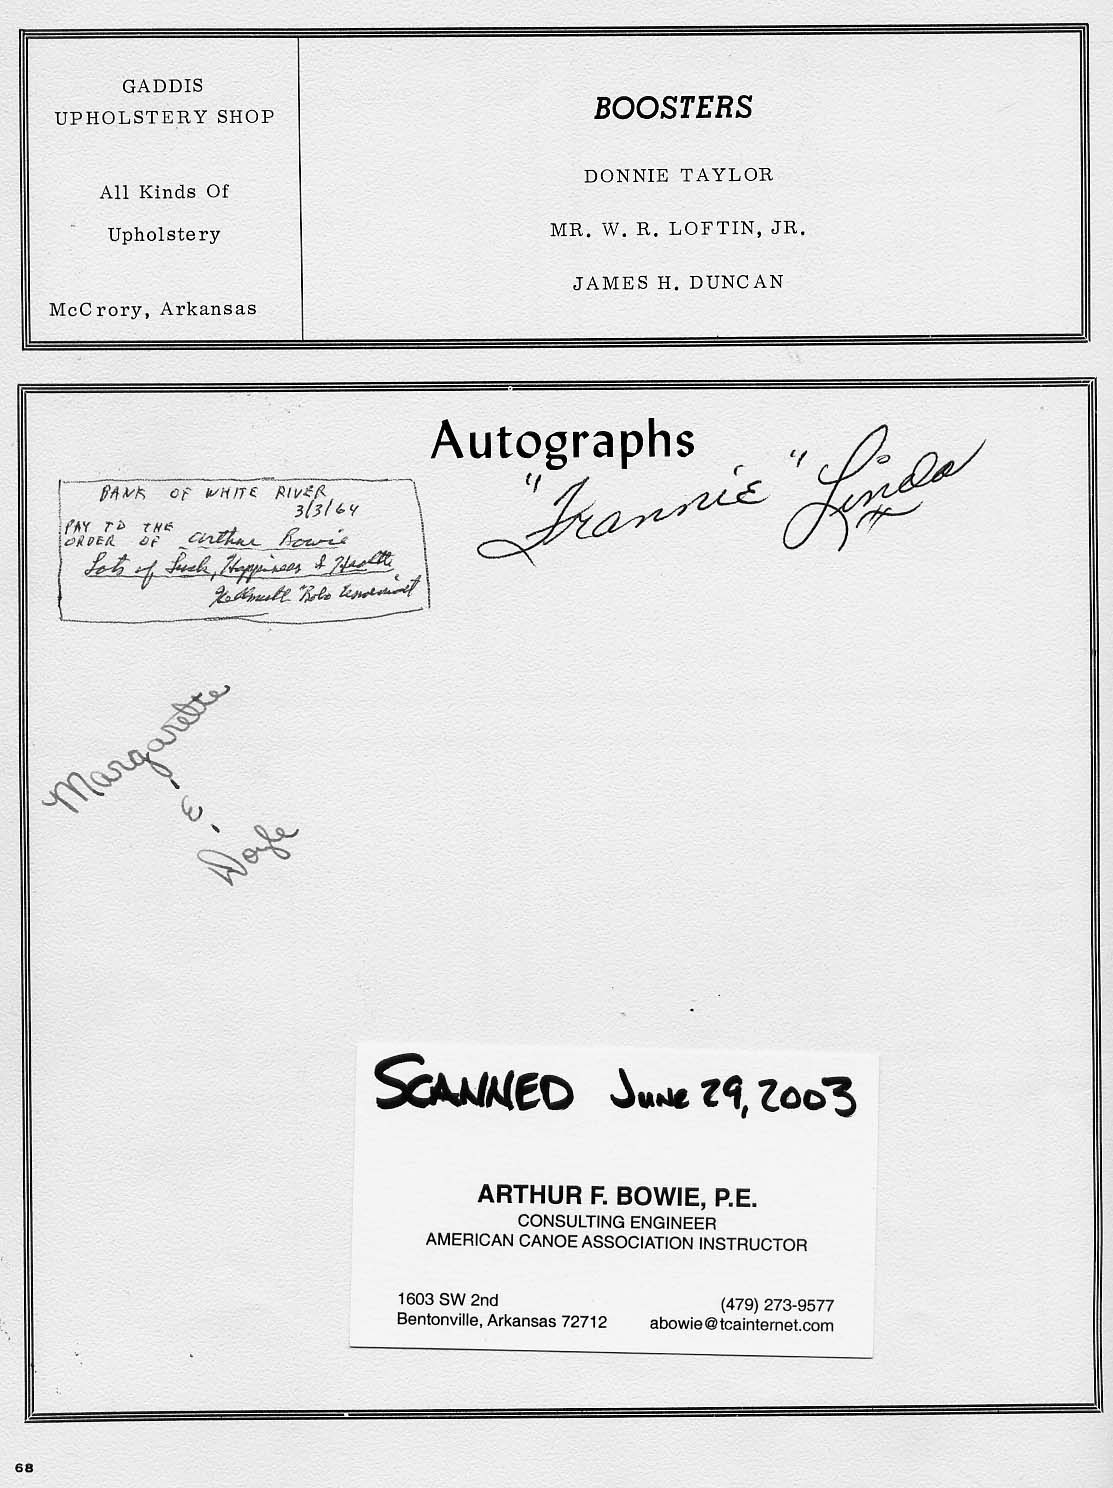 GADDIS
UPHOLSTERY SHOP
All Kinds Of
Upholstery
McCrory, Arkansas
BOOSTERS
DONNIE TAYLOR
MR. W. R. LOFTIN, JR.
JAMES H. DUNCAN
Autographs
"Frannie" Linda
BANK OF WHITE RIVER
3/3/64
PAY TO THE
ORDER OF Arthur Bowie
Lots of Luck, Happiness & Health
"Bobo
Margarette
&
Doyle
SCANNED June 29, 2003
ARTHUR F. BOWIE, P.E.
CONSULTING ENGINEER
AMERICAN CANOE ASSOCIATION INSTRUCTOR
1603 SW 2nd
Bentonville, Arkansas 72712
(479) 273-9577
abowie@tcainternet.com
68